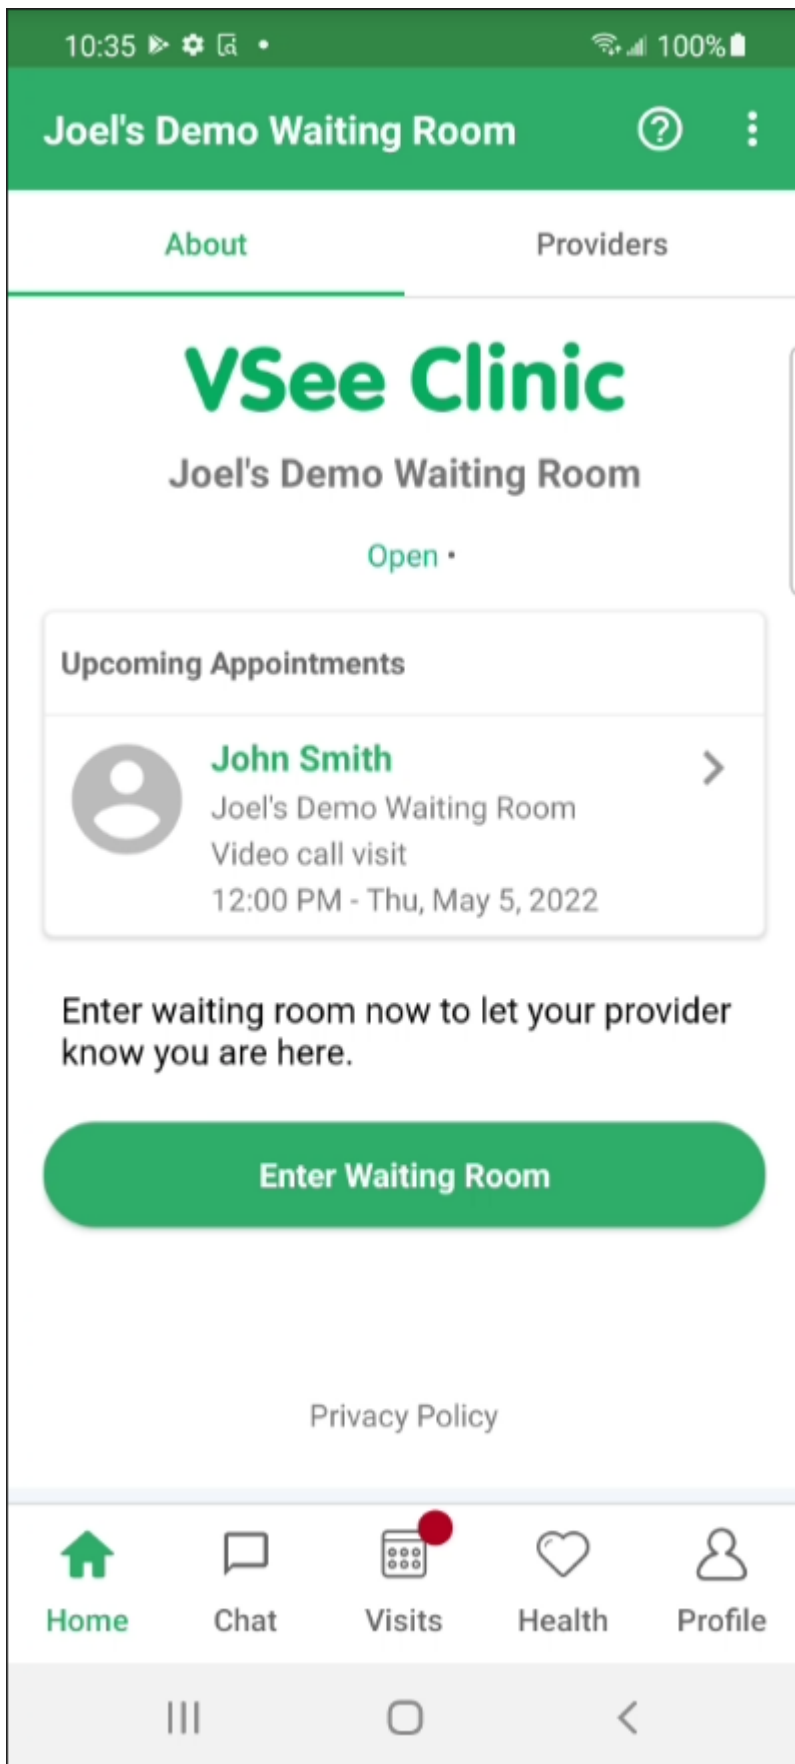 10:35
100%
Joel's Demo Waiting Room
About
Providers
VSee Clinic
Joel's Demo Waiting Room
Open •
Upcoming Appointments
John Smith
Joel's Demo Waiting Room
Video call visit
12:00 PM - Thu, May 5, 2022
Enter waiting room now to let your provider
know you are here.
Enter Waiting Room
Privacy Policy
Home
Chat
Visits
Health
Profile